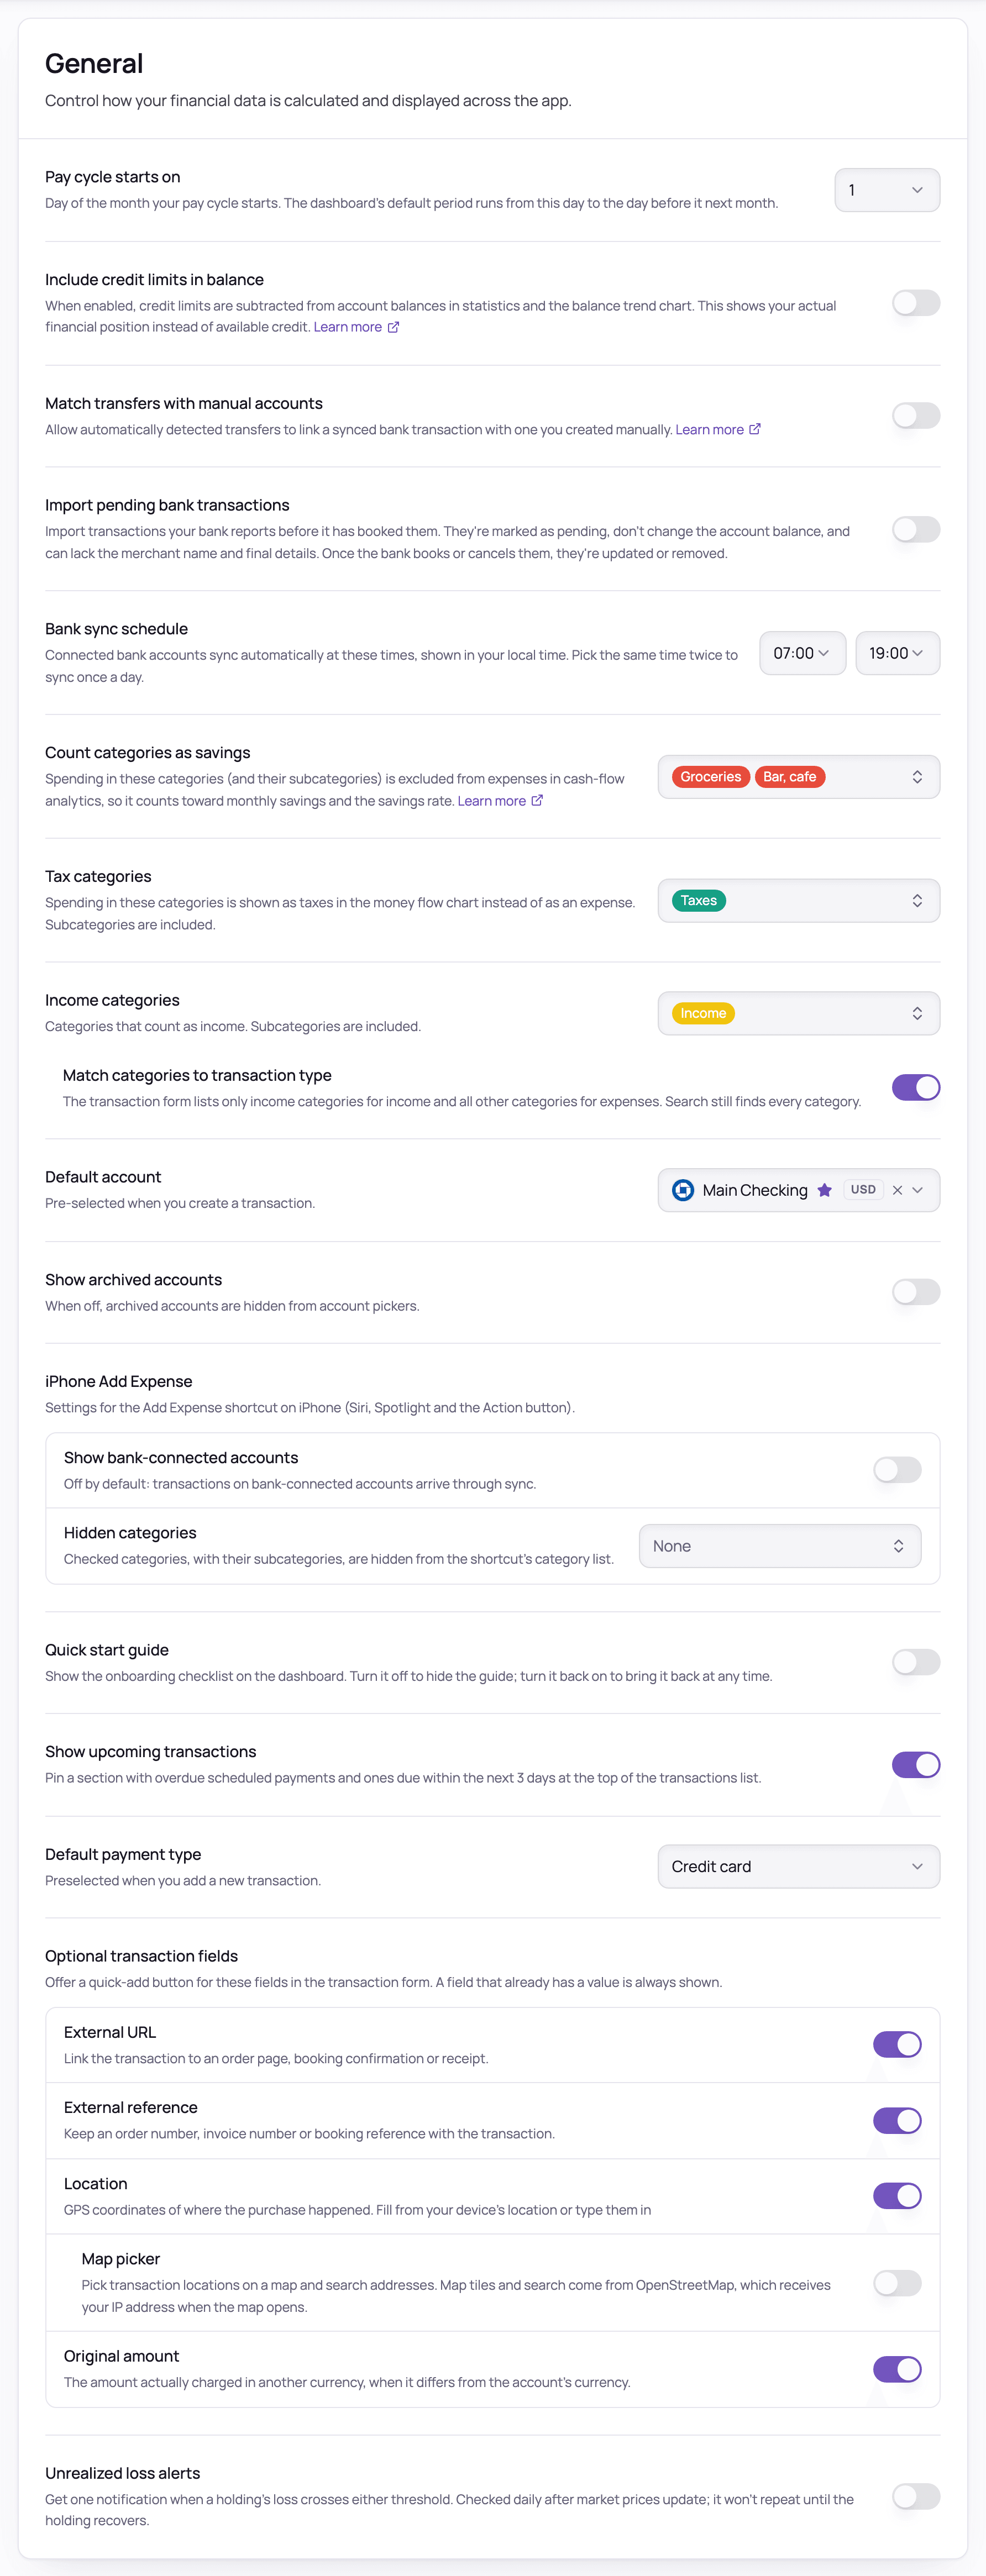 General
Control how your financial data is calculated and displayed across the app.
Pay cycle starts on
Day of the month your pay cycle starts. The dashboard's default period runs from this day to the day before it next month.
1
Include credit limits in balance
When enabled, credit limits are subtracted from account balances in statistics and the balance trend chart. This shows your actual
financial position instead of available credit. Learn more
Match transfers with manual accounts
Allow automatically detected transfers to link a synced bank transaction with one you created manually. Learn more
Import pending bank transactions
Import transactions your bank reports before it has booked them. They're marked as pending, don't change the account balance, and
can lack the merchant name and final details. Once the bank books or cancels them, they're updated or removed.
Bank sync schedule
Connected bank accounts sync automatically at these times, shown in your local time. Pick the same time twice to
sync once a day.
07:00 19:00
Count categories as savings
Spending in these categories (and their subcategories) is excluded from expenses in cash-flow
analytics, so it counts toward monthly savings and the savings rate. Learn more
Groceries Bar, cafe
Tax categories
Spending in these categories is shown as taxes in the money flow chart instead of as an expense.
Subcategories are included.
Taxes
Income categories
Categories that count as income. Subcategories are included.
Income
Match categories to transaction type
The transaction form lists only income categories for income and all other categories for expenses. Search still finds every category.
Default account
Pre-selected when you create a transaction.
Main Checking USD
Show archived accounts
When off, archived accounts are hidden from account pickers.
iPhone Add Expense
Settings for the Add Expense shortcut on iPhone (Siri, Spotlight and the Action button).
Show bank-connected accounts
Off by default: transactions on bank-connected accounts arrive through sync.
Hidden categories
Checked categories, with their subcategories, are hidden from the shortcut's category list.
None
Quick start guide
Show the onboarding checklist on the dashboard. Turn it off to hide the guide; turn it back on to bring it back at any time.
Show upcoming transactions
Pin a section with overdue scheduled payments and ones due within the next 3 days at the top of the transactions list.
Default payment type
Preselected when you add a new transaction.
Credit card
Optional transaction fields
Offer a quick-add button for these fields in the transaction form. A field that already has a value is always shown.
External URL
Link the transaction to an order page, booking confirmation or receipt.
External reference
Keep an order number, invoice number or booking reference with the transaction.
Location
GPS coordinates of where the purchase happened. Fill from your device's location or type them in
Map picker
Pick transaction locations on a map and search addresses. Map tiles and search come from OpenStreetMap, which receives
your IP address when the map opens.
Original amount
The amount actually charged in another currency, when it differs from the account's currency.
Unrealized loss alerts
Get one notification when a holding's loss crosses either threshold. Checked daily after market prices update; it won't repeat until the
holding recovers.